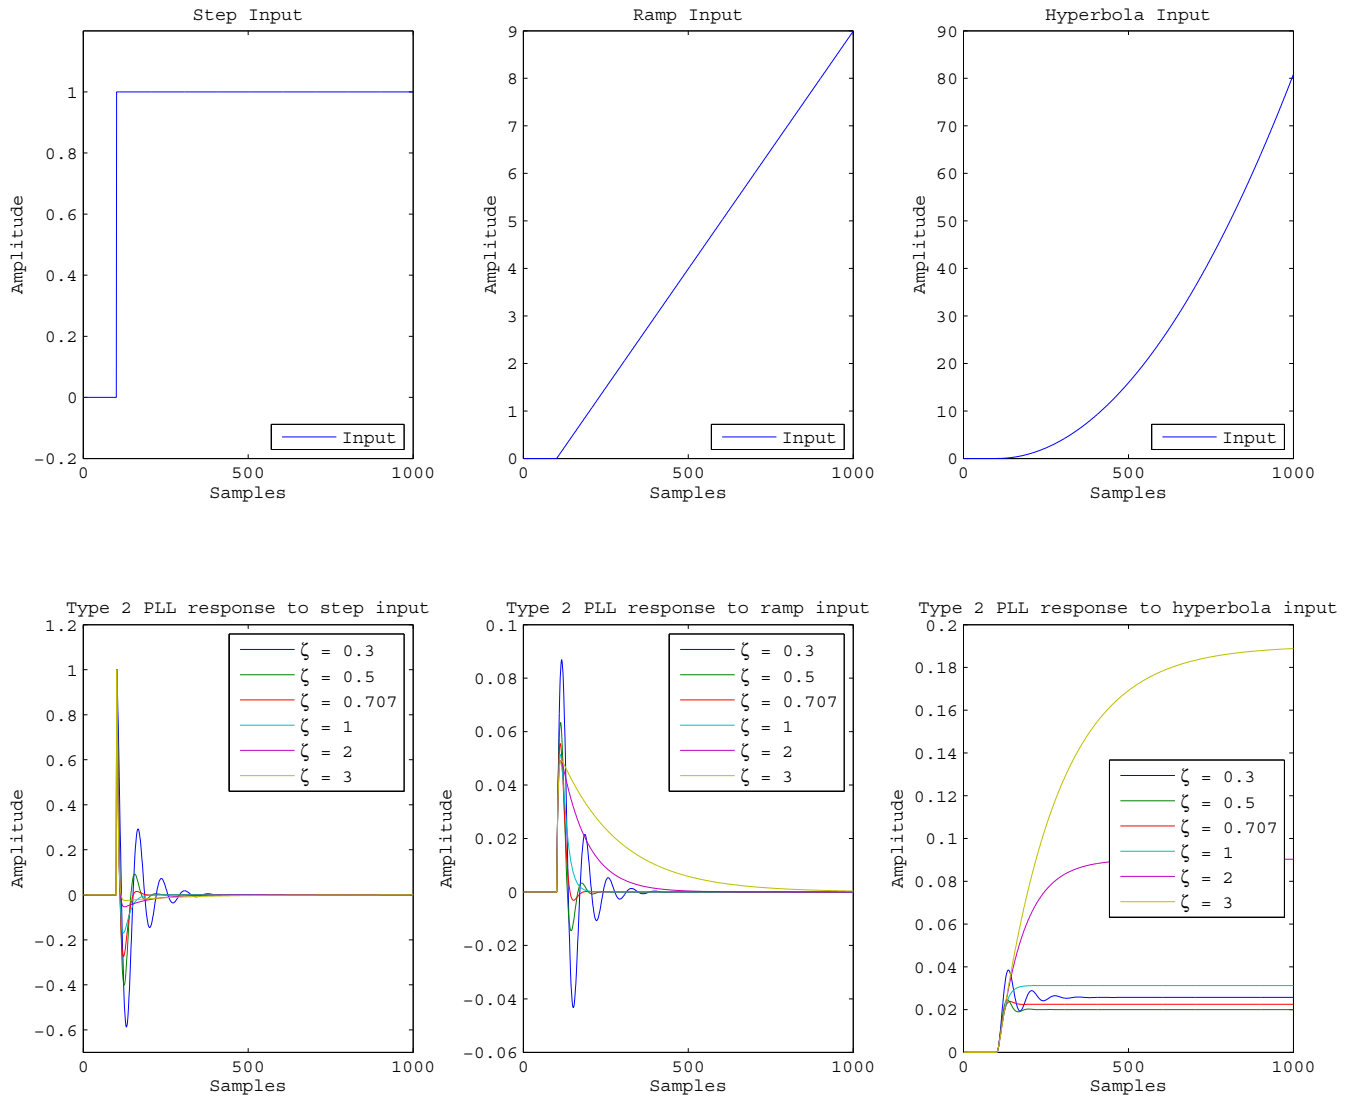 Step Input
Amplitude
1
0.8
0.6
0.4
0.2
0
-0.2
0
500
1000
Samples
Input
Ramp Input
Amplitude
9
8
7
6
5
4
3
2
1
0
0
500
1000
Samples
Input
Hyperbola Input
Amplitude
90
80
70
60
50
40
30
20
10
0
0
500
1000
Samples
Input
Type 2 PLL response to step input
Amplitude
1.2
1
0.8
0.6
0.4
0.2
0
-0.2
-0.4
-0.6
0
500
1000
Samples
ζ = 0.3
ζ = 0.5
ζ = 0.707
ζ = 1
ζ = 2
ζ = 3
Type 2 PLL response to ramp input
Amplitude
0.1
0.08
0.06
0.04
0.02
0
-0.02
-0.04
-0.06
0
500
1000
Samples
ζ = 0.3
ζ = 0.5
ζ = 0.707
ζ = 1
ζ = 2
ζ = 3
Type 2 PLL response to hyperbola input
Amplitude
0.2
0.18
0.16
0.14
0.12
0.1
0.08
0.06
0.04
0.02
0
0
500
1000
Samples
ζ = 0.3
ζ = 0.5
ζ = 0.707
ζ = 1
ζ = 2
ζ = 3